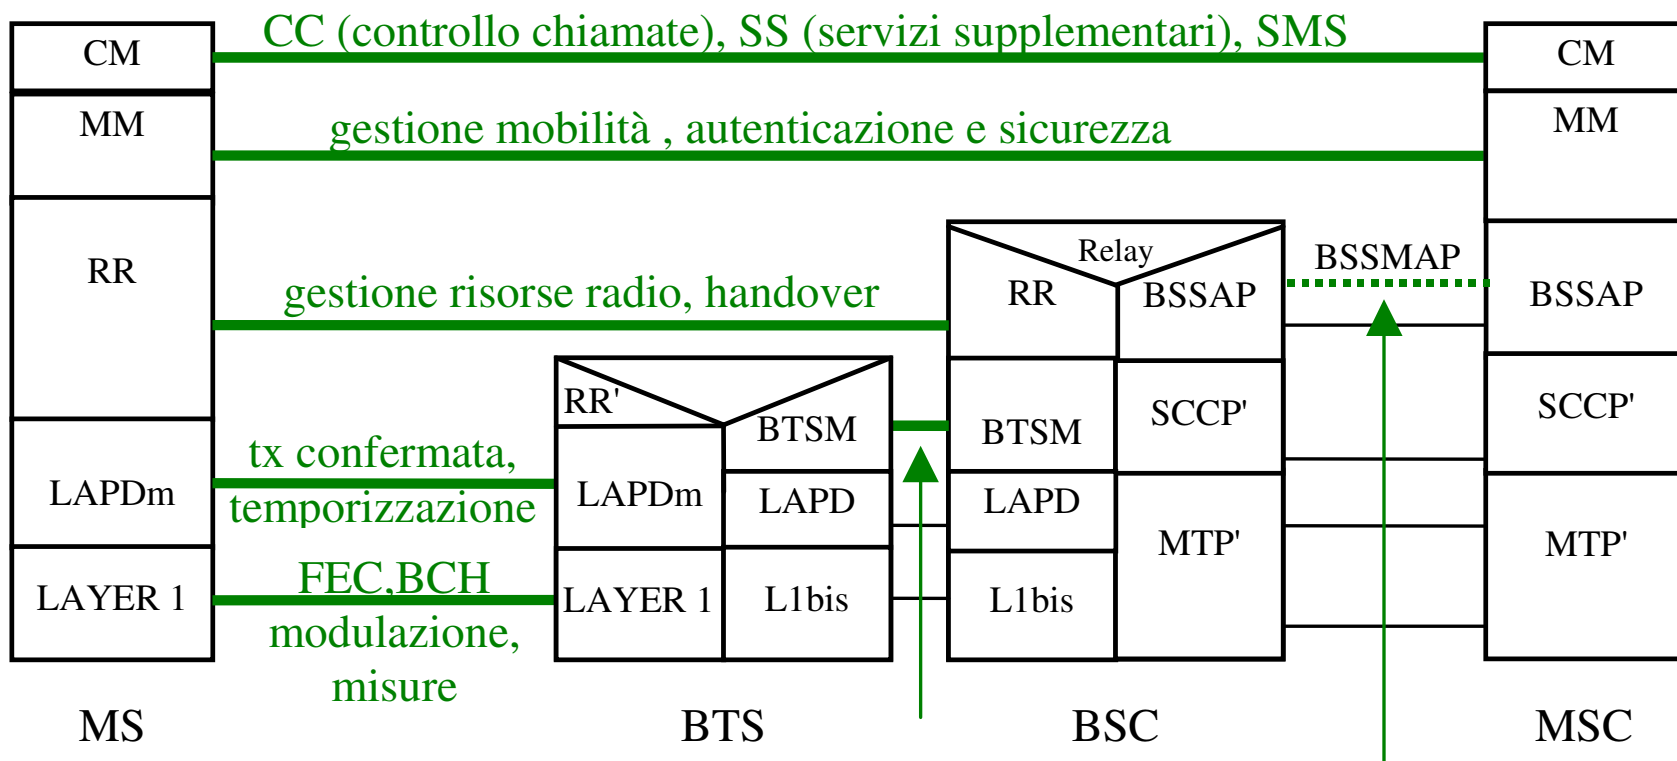 CC (controllo chiamate), SS (servizi supplementari), SMS
CM
CM
MM
gestione mobilità , autenticazione e sicurezza
MM
RR
gestione risorse radio, handover
Relay
RR
BSSAP
BSSMAP
BSSAP
RR'
BTSM
BTSM
SCCP'
SCCP'
LAPDm
tx confermata,
temporizzazione
LAPDm
LAPD
LAPD
MTP'
MTP'
LAYER 1
FEC,BCH
modulazione,
misure
LAYER 1
L1bis
L1bis
MS
BTS
BSC
MSC